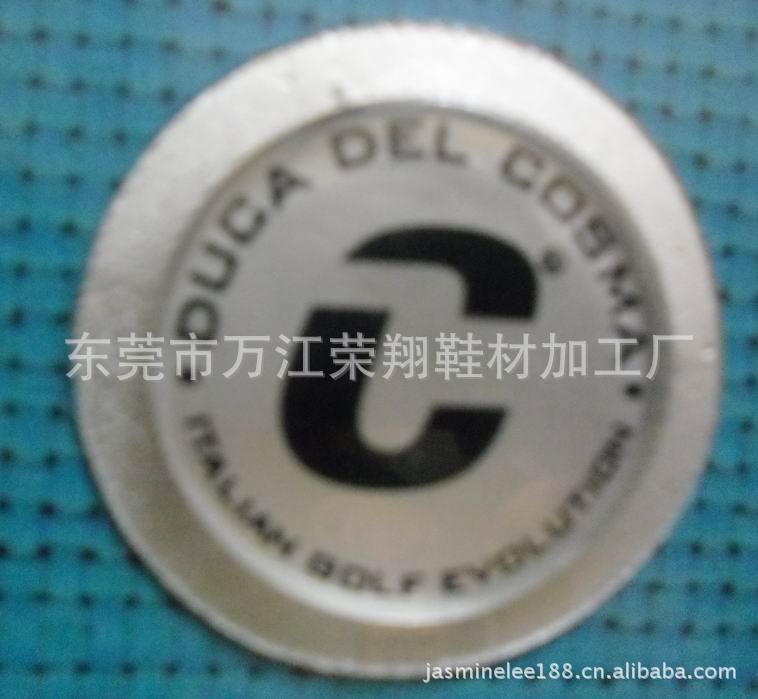 DUCA DEL COSMA
东莞市万江荣翔鞋材加工厂
ITALIAN GOLF EVOLUTION
jasminelee188.cn.alibaba.com